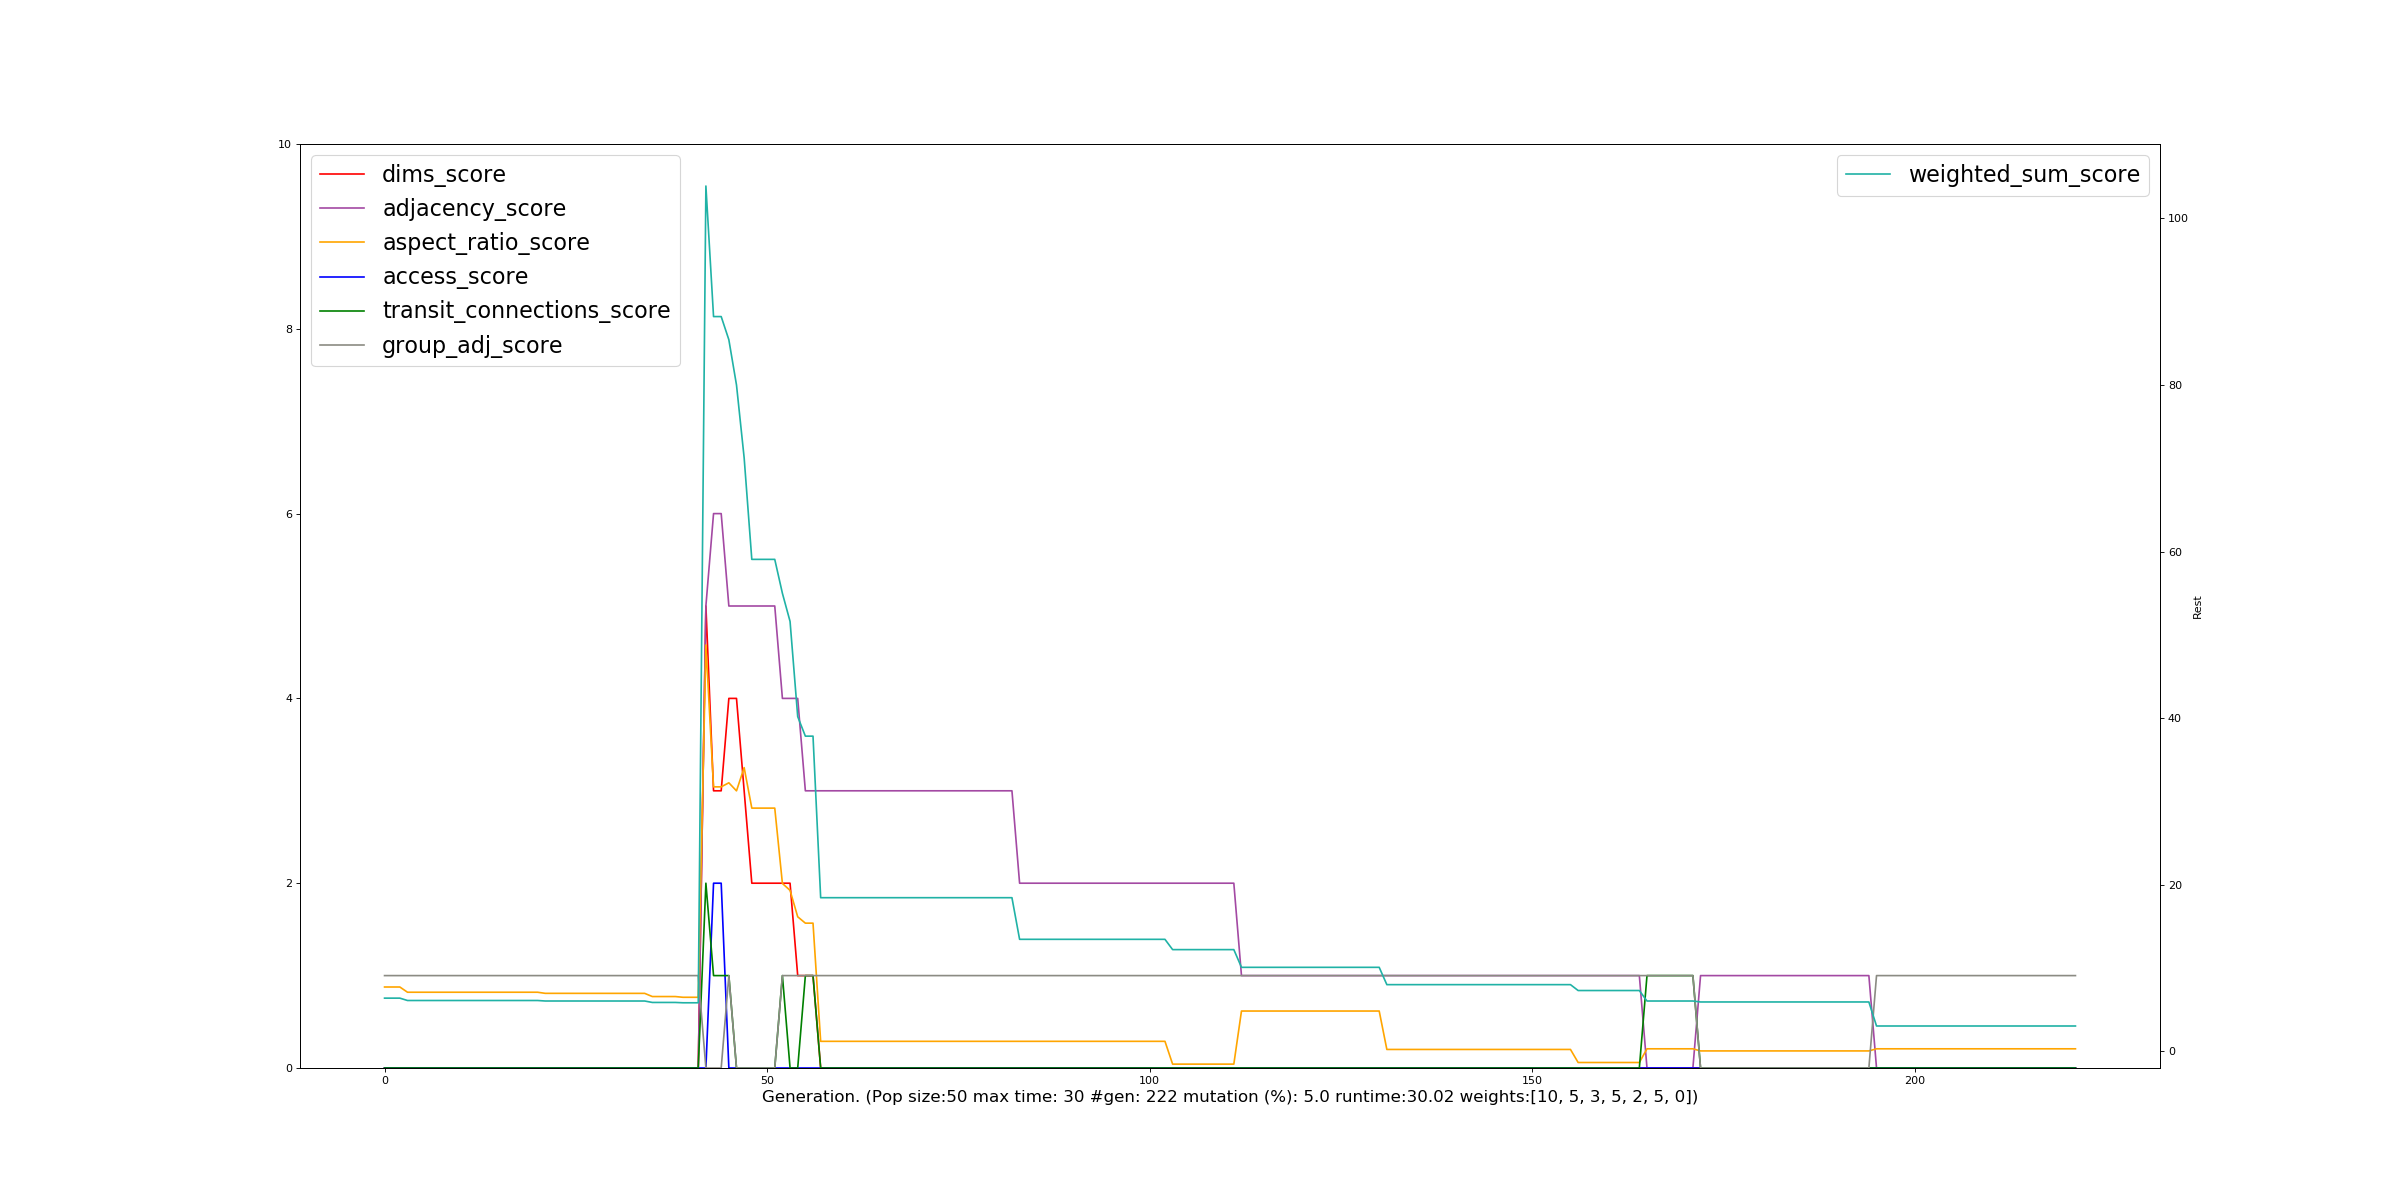 10
8
6
4
2
0
dims_score
adjacency_score
aspect_ratio_score
access_score
transit_connections_score
group_adj_score
weighted_sum_score
100
80
60
40
20
0
Rest
0 50 100 150 200
Generation. (Pop size:50 max time: 30 #gen: 222 mutation (%): 5.0 runtime:30.02 weights:[10, 5, 3, 5, 2, 5, 0])